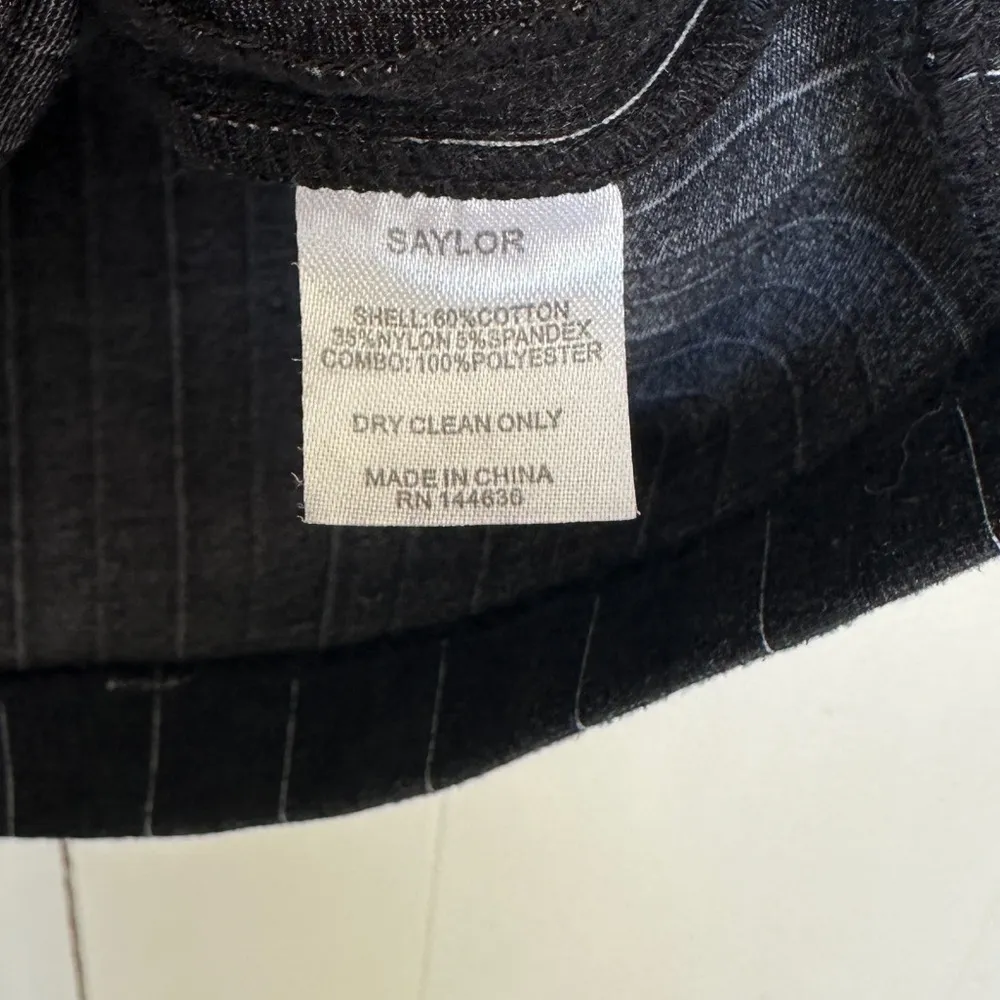 SAYLOR
SHELL: 60%COTTON
35%NYLON 5%SPANDEX
COMBO: 100%POLYESTER
DRY CLEAN ONLY
MADE IN CHINA
RN 144630